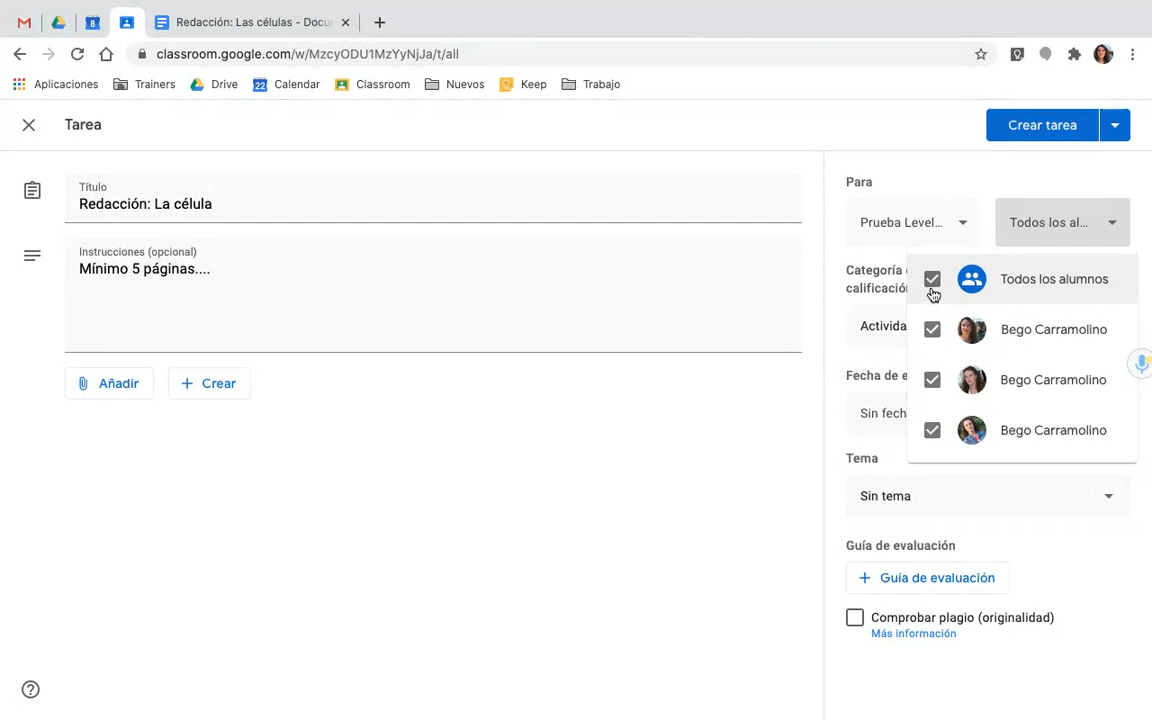 8
Redacción: Las células - Docu
classroom.google.com/w/MzcyODU1MzYyNjJa/t/all
Aplicaciones
Trainers
Drive
22
Calendar
Classroom
Nuevos
Keep
Trabajo
Tarea
Crear tarea
Título
Redacción: La célula
Instrucciones (opcional)
Mínimo 5 páginas....
Añadir
Crear
Para
Prueba Level...
Todos los al...
Categoría
calificació
Todos los alumnos
Activida
Bego Carramolino
Fecha de e
Bego Carramolino
Sin fech
Bego Carramolino
Tema
Sin tema
Guía de evaluación
+ Guía de evaluación
Comprobar plagio (originalidad)
Más información